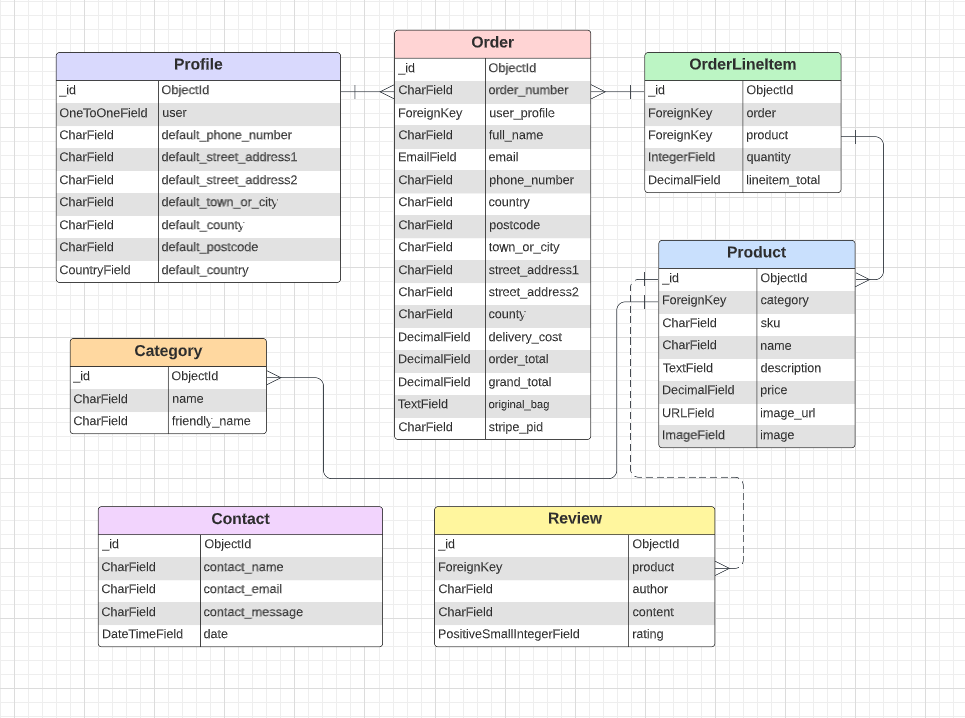 Profile
_id ObjectId
OneToOneField user
CharField default_phone_number
CharField default_street_address1
CharField default_street_address2
CharField default_town_or_city
CharField default_county
CharField default_postcode
CountryField default_country
Order
_id ObjectId
CharField order_number
ForeignKey user_profile
CharField full_name
EmailField email
CharField phone_number
CharField country
CharField postcode
CharField town_or_city
CharField street_address1
CharField street_address2
CharField county
DecimalField delivery_cost
DecimalField order_total
DecimalField grand_total
TextField original_bag
CharField stripe_pid
OrderLineItem
_id ObjectId
ForeignKey order
ForeignKey product
IntegerField quantity
DecimalField lineitem_total
Product
_id ObjectId
ForeignKey category
CharField sku
CharField name
TextField description
DecimalField price
URLField image_url
ImageField image
Category
_id ObjectId
CharField name
CharField friendly_name
Contact
_id ObjectId
CharField contact_name
CharField contact_email
CharField contact_message
DateTimeField date
Review
_id ObjectId
ForeignKey product
CharField author
CharField content
PositiveSmallIntegerField rating